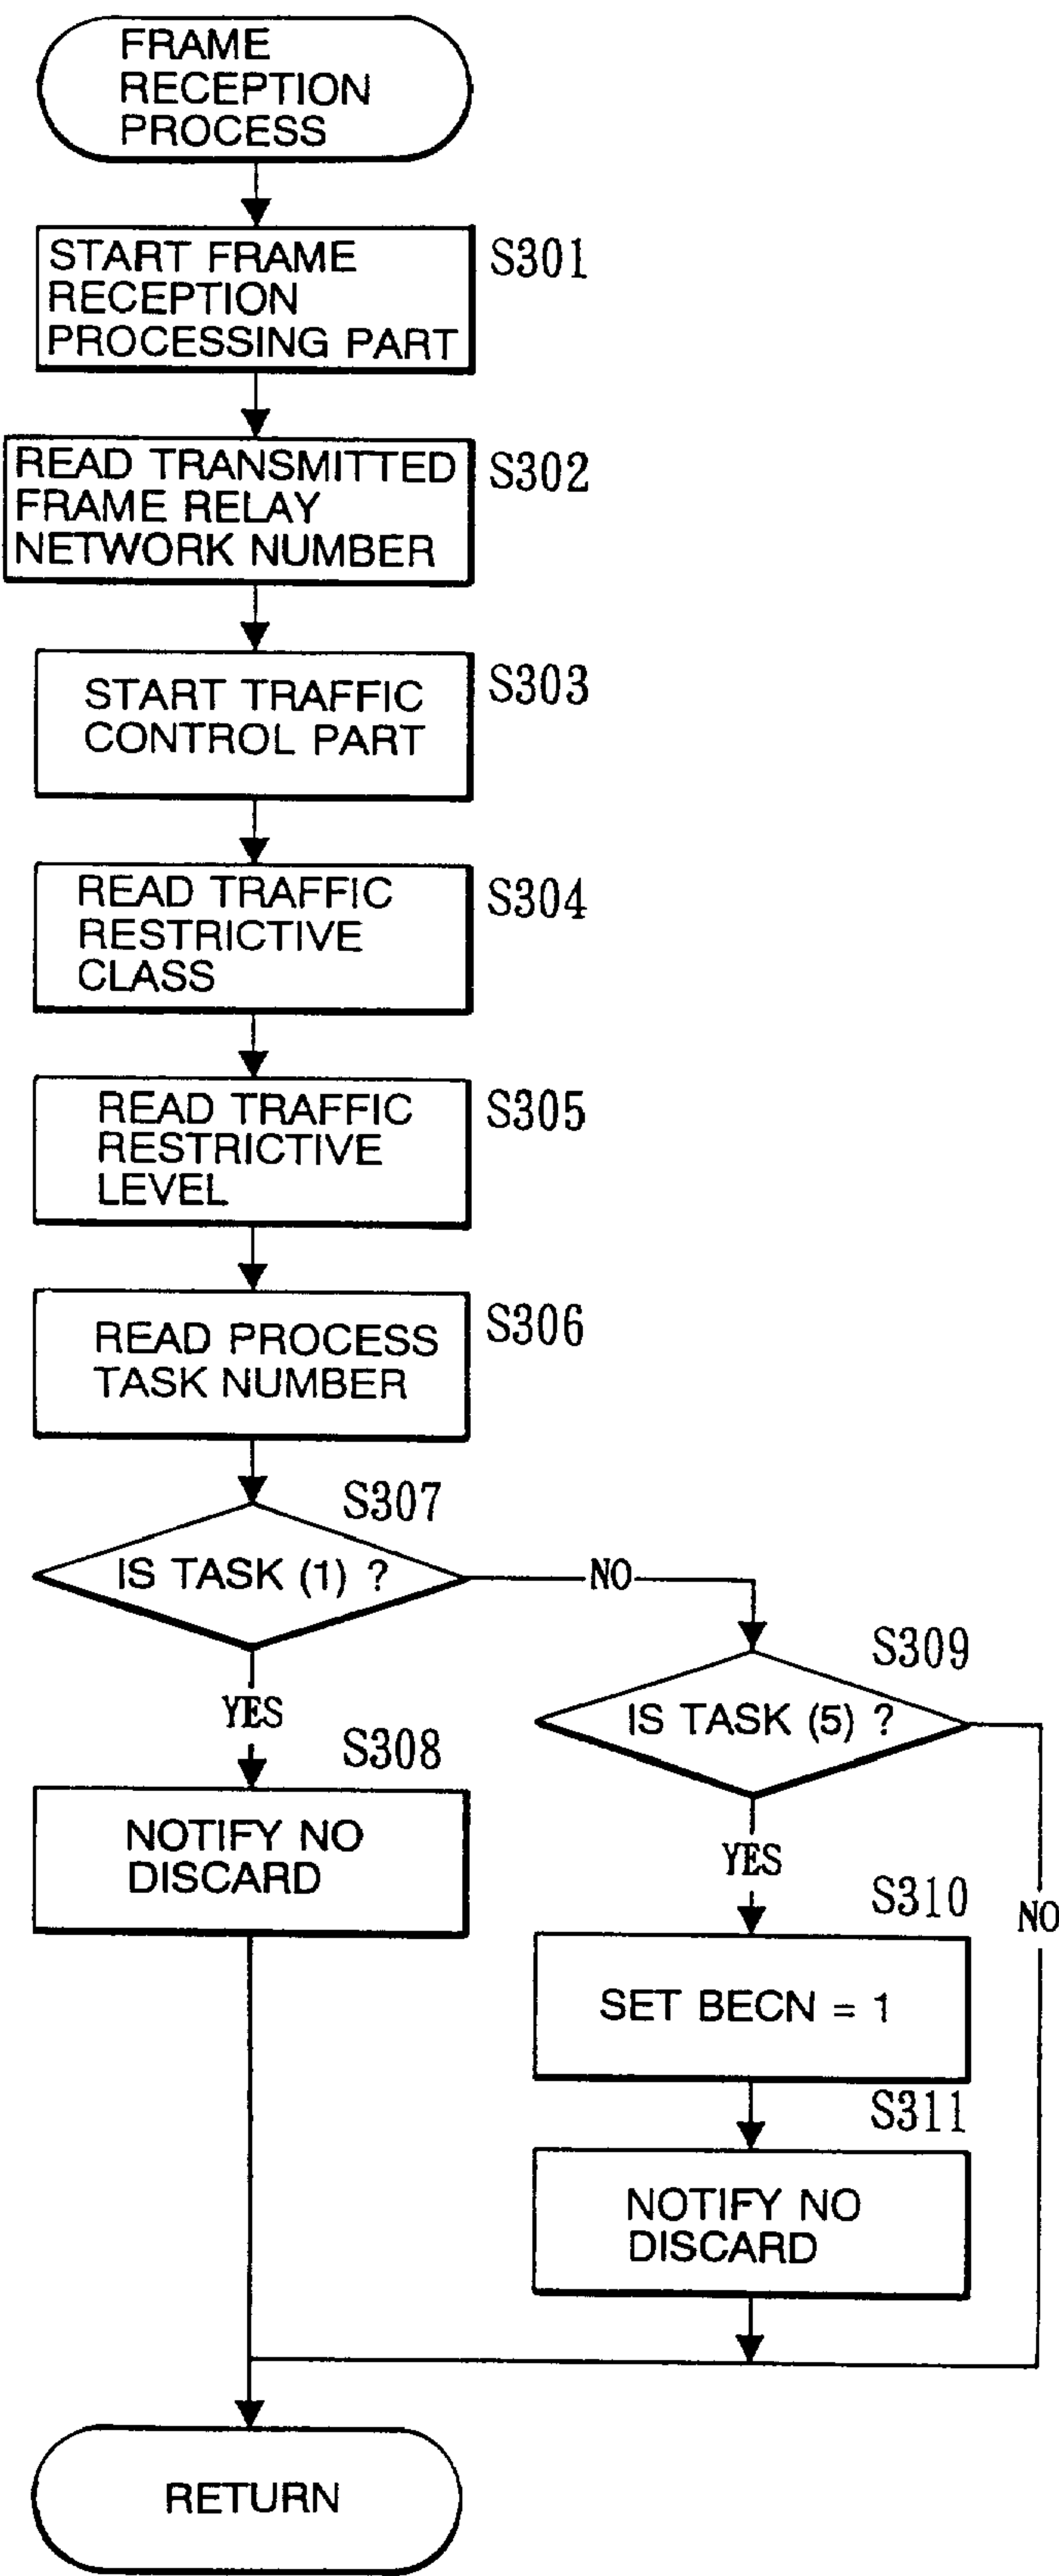 FRAME
RECEPTION
PROCESS
START FRAME
RECEPTION
PROCESSING PART
S301
READ TRANSMITTED
FRAME RELAY
NETWORK NUMBER
S302
START TRAFFIC
CONTROL PART
S303
READ TRAFFIC
RESTRICTIVE
CLASS
S304
READ TRAFFIC
RESTRICTIVE
LEVEL
S305
READ PROCESS
TASK NUMBER
S306
S307
IS TASK (1) ?
NO
YES
S308
NOTIFY NO
DISCARD
S309
IS TASK (5) ?
YES
NO
S310
SET BECN = 1
S311
NOTIFY NO
DISCARD
RETURN